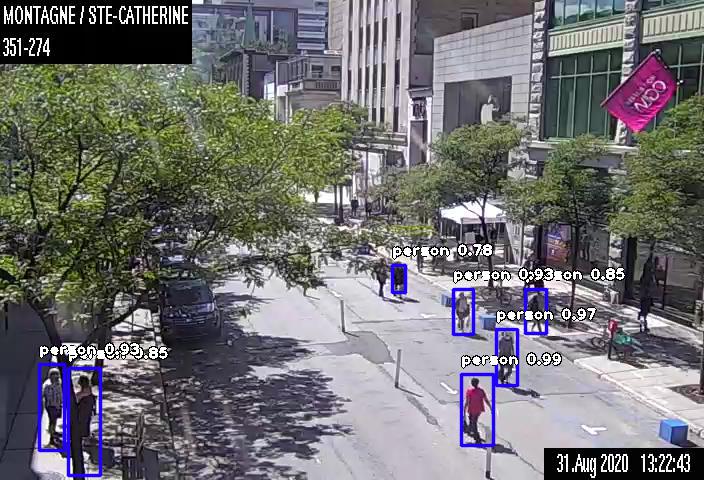 MONTAGNE / STE-CATHERINE
351-274
person 0.78
person 0.93
son 0.85
person 0.97
person 0.99
person 0.93
0.85
31.Aug 2020 13:22:43